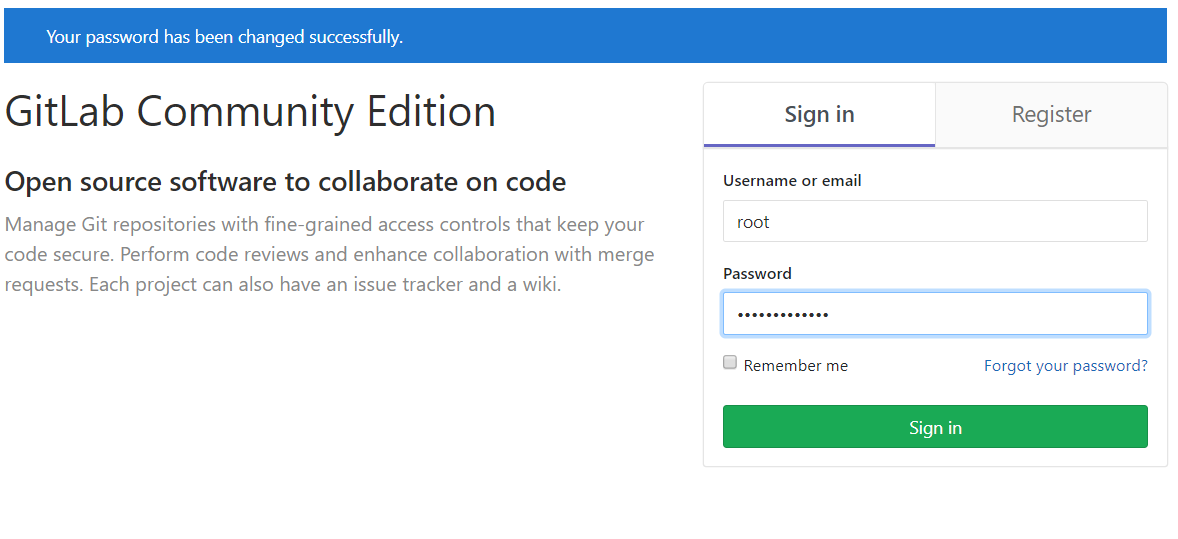 Your password has been changed successfully.
GitLab Community Edition
Open source software to collaborate on code
Manage Git repositories with fine-grained access controls that keep your
code secure. Perform code reviews and enhance collaboration with merge
requests. Each project can also have an issue tracker and a wiki.
Sign in
Register
Username or email
root
Password
•••••••••••••
Remember me
Forgot your password?
Sign in